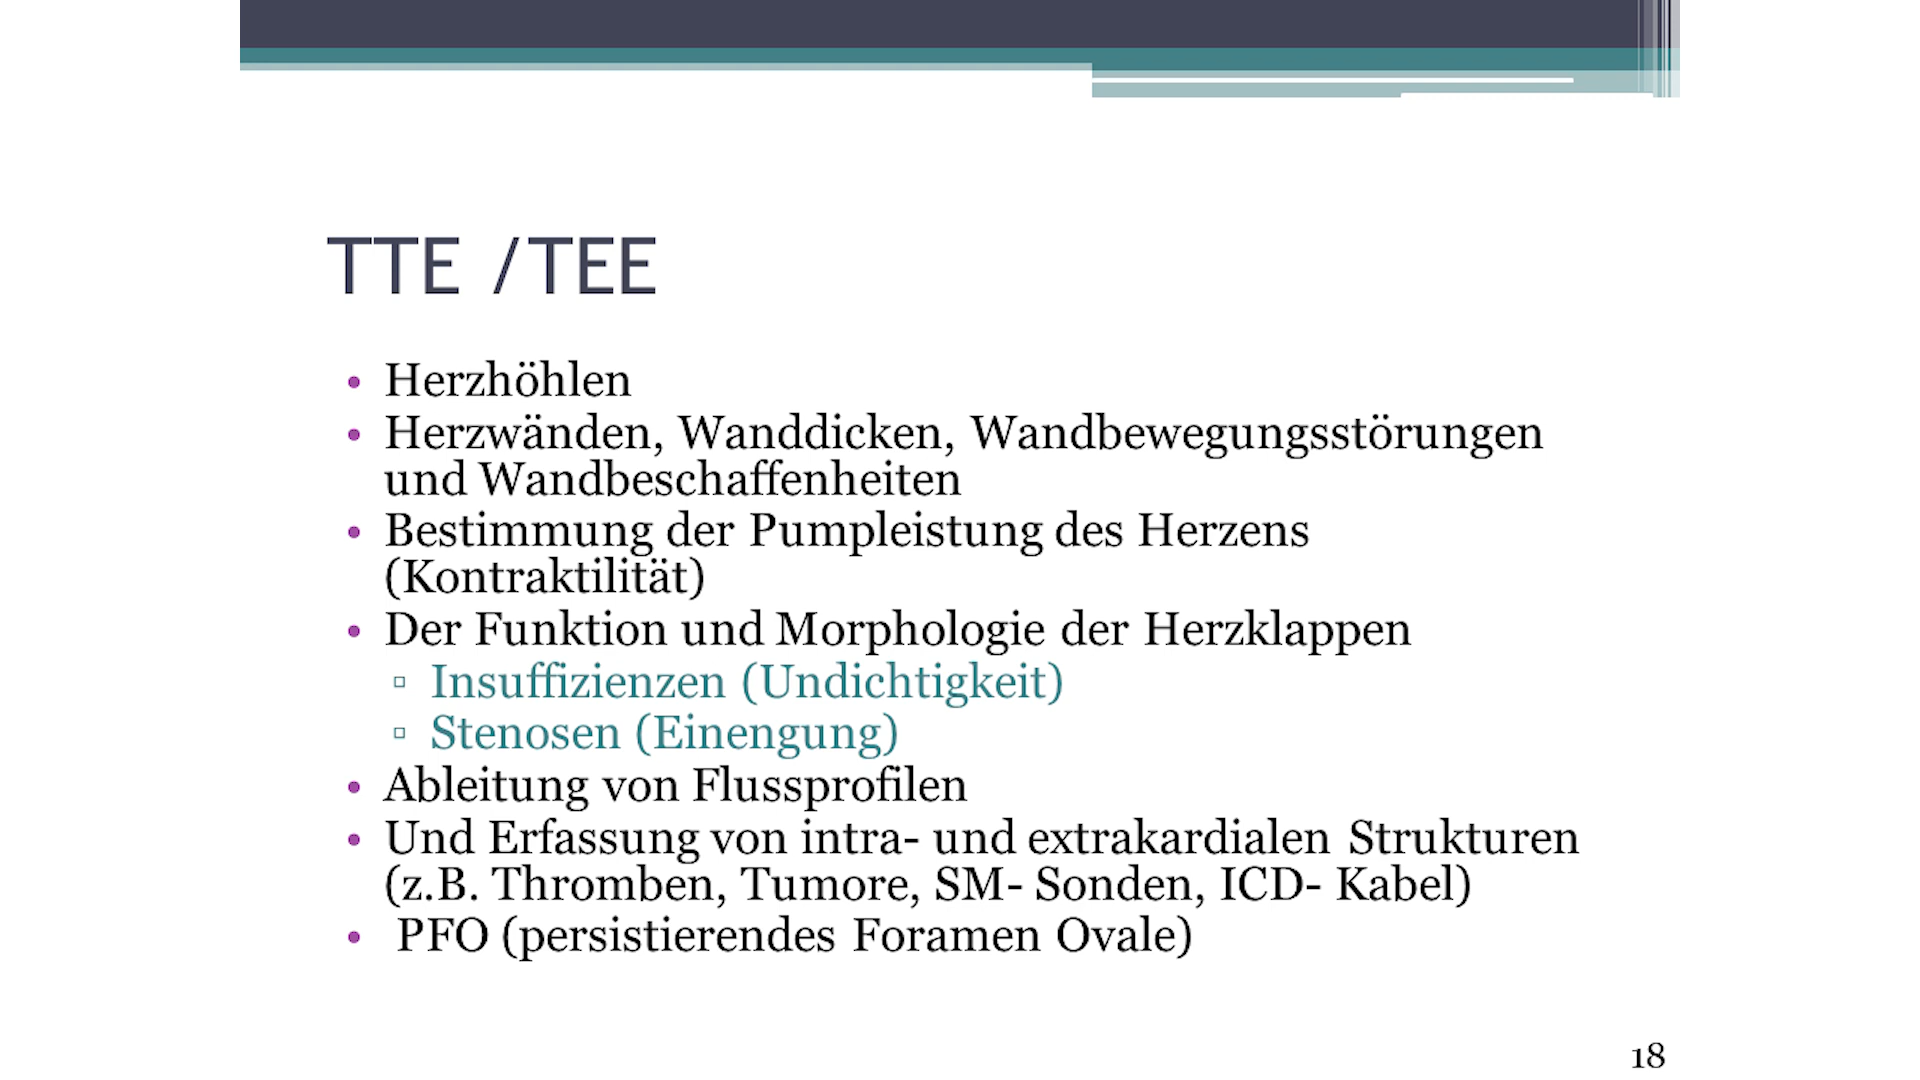 TTE /TEE
• Herzhöhlen
• Herzwänden, Wanddicken, Wandbewegungsstörungen
und Wandbeschaffenheiten
• Bestimmung der Pumpleistung des Herzens
(Kontraktilität)
• Der Funktion und Morphologie der Herzklappen
▫ Insuffizienzen (Undichtigkeit)
▫ Stenosen (Einengung)
• Ableitung von Flussprofilen
• Und Erfassung von intra- und extrakardialen Strukturen
(z.B. Thromben, Tumore, SM- Sonden, ICD- Kabel)
• PFO (persistierendes Foramen Ovale)
18